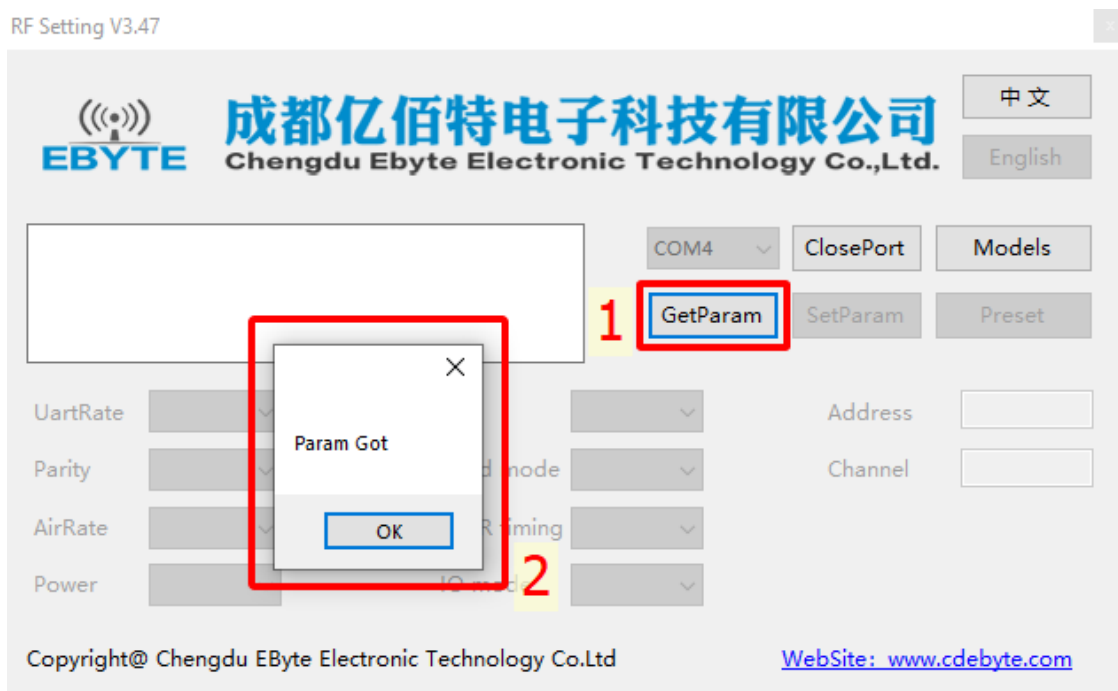 RF Setting V3.47
EBYTE
成都亿佰特电子科技有限公司
Chengdu Ebyte Electronic Technology Co.,Ltd.
中文
English
COM4
ClosePort
Models
1
GetParam
SetParam
Preset
Param Got
OK
2
UartRate
Address
Parity
mode
Channel
AirRate
timing
Power
IO mode
Copyright@ Chengdu EByte Electronic Technology Co.Ltd
WebSite: www.cdebyte.com